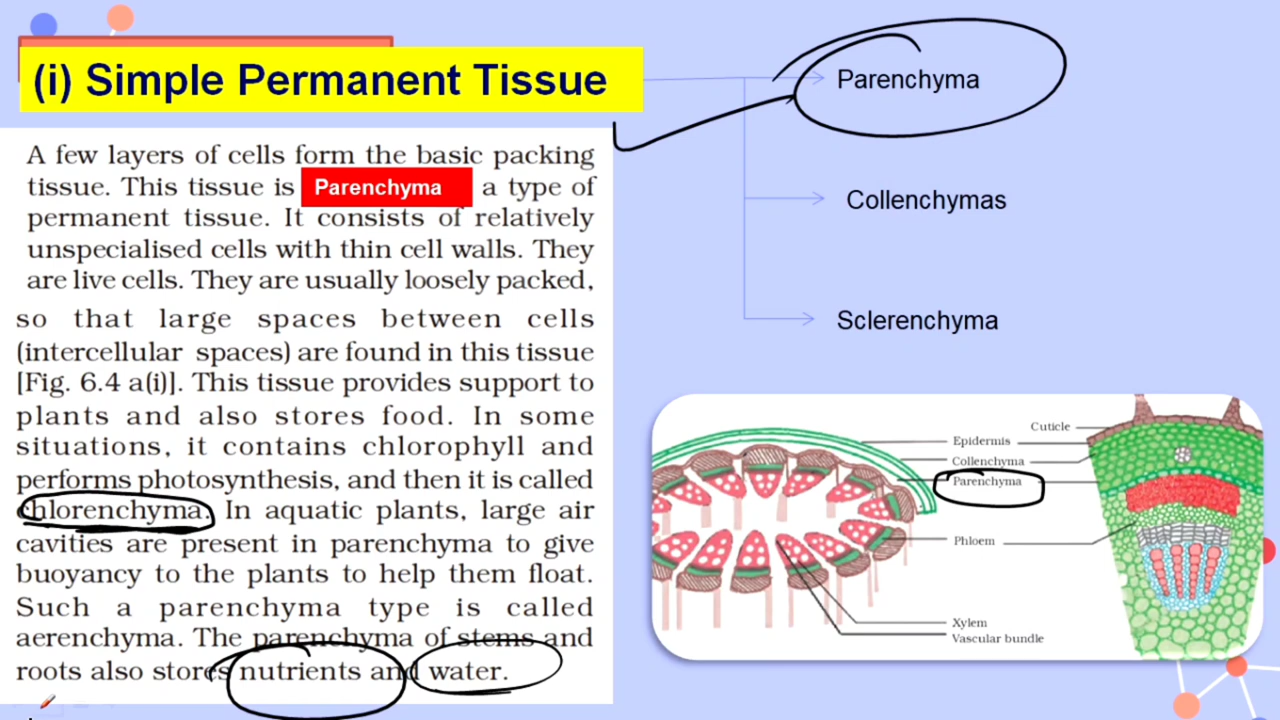 (i) Simple Permanent Tissue
Parenchyma
Collenchymas
Sclerenchyma
A few layers of cells form the basic packing
tissue. This tissue is Parenchyma a type of
permanent tissue. It consists of relatively
unspecialised cells with thin cell walls. They
are live cells. They are usually loosely packed,
so that large spaces between cells
(intercellular spaces) are found in this tissue
[Fig. 6.4 a(i)]. This tissue provides support to
plants and also stores food. In some
situations, it contains chlorophyll and
performs photosynthesis, and then it is called
chlorenchyma. In aquatic plants, large air
cavities are present in parenchyma to give
buoyancy to the plants to help them float.
Such a parenchyma type is called
aerenchyma. The parenchyma of stems and
roots also stores nutrients and water.
Cuticle
Epidermis
Collenchyma
Parenchyma
Phloem
Xylem
Vascular bundle